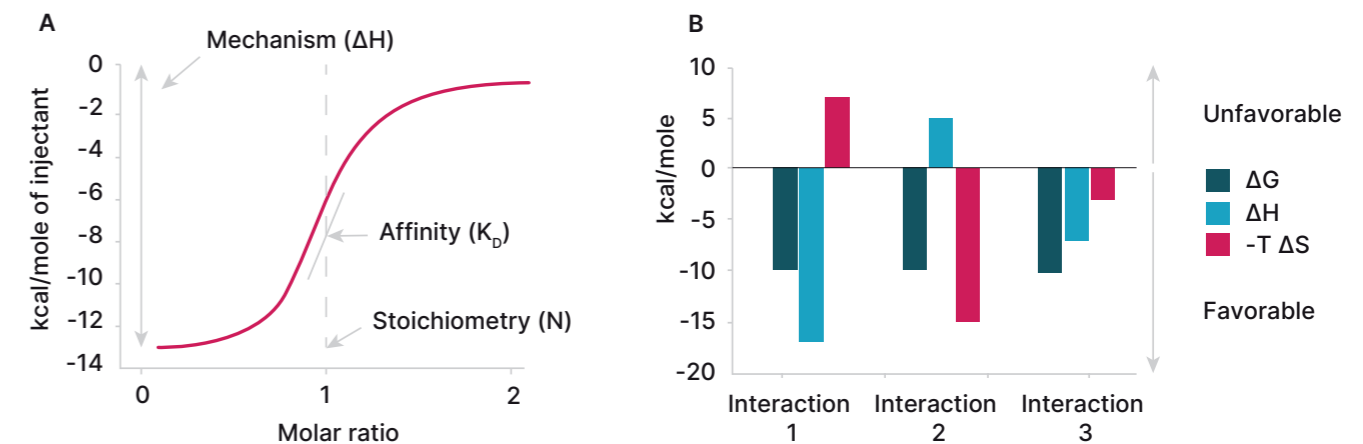 A
Mechanism (ΔH)
0
-2
-4
-6
-8
-10
-12
-14
kcal/mole of injectant
Affinity (K_D)
Stoichiometry (N)
0
1
2
Molar ratio
B
10
5
0
-5
-10
-15
-20
kcal/mole
Unfavorable
ΔG
ΔH
-T ΔS
Favorable
Interaction
1
Interaction
2
Interaction
3